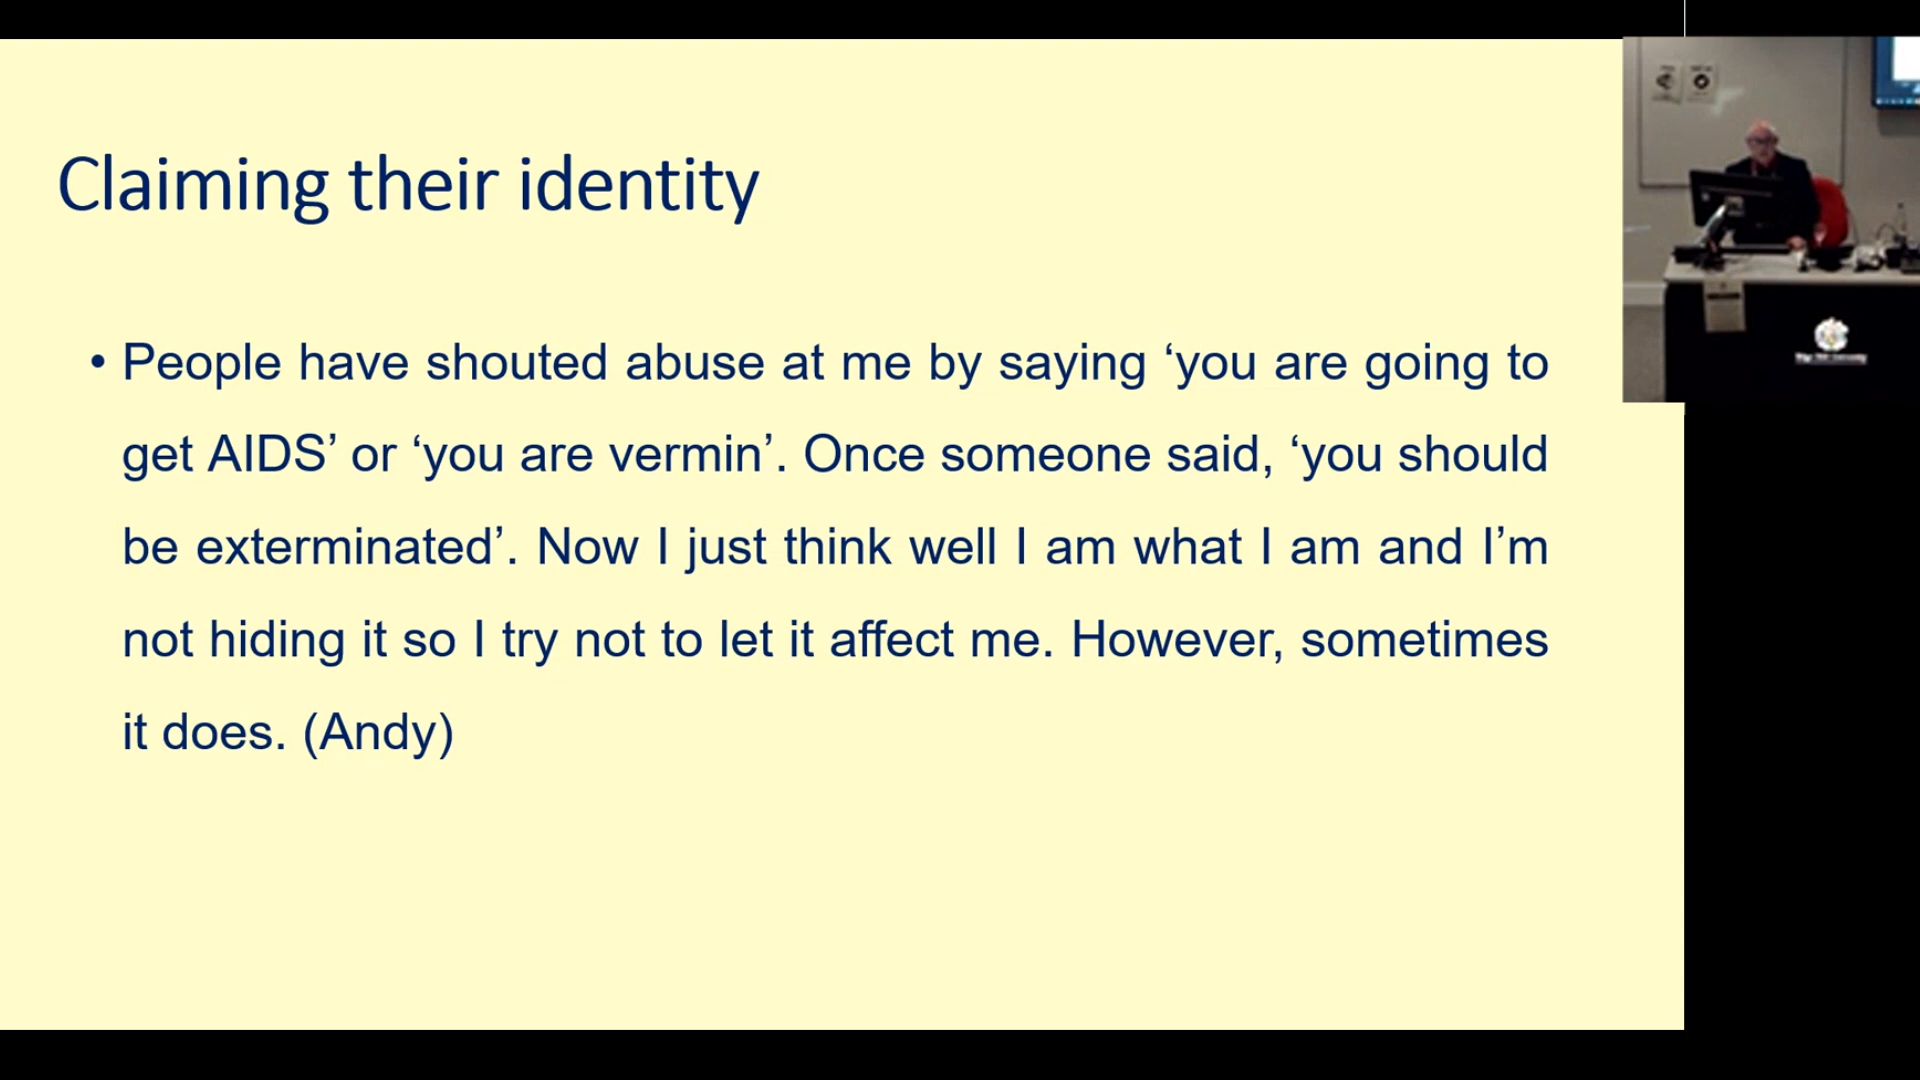 Claiming their identity
• People have shouted abuse at me by saying ‘you are going to
get AIDS’ or ‘you are vermin’. Once someone said, ‘you should
be exterminated’. Now I just think well I am what I am and I’m
not hiding it so I try not to let it affect me. However, sometimes
it does. (Andy)